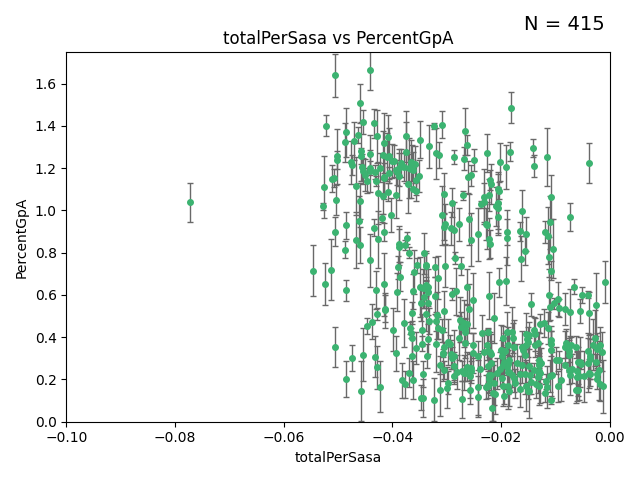 N = 415
totalPerSasa vs PercentGpA
PercentGpA
1.6
1.4
1.2
1.0
0.8
0.6
0.4
0.2
0.0
−0.10 −0.08 −0.06 −0.04 −0.02 0.00
totalPerSasa